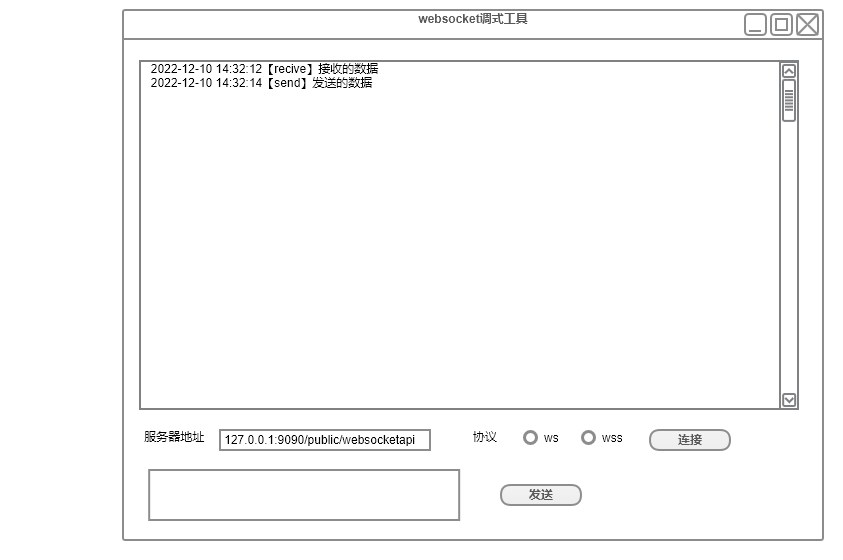 websocket调式工具
2022-12-10 14:32:12【recive】接收的数据
2022-12-10 14:32:14【send】发送的数据
服务器地址 127.0.0.1:9090/public/websocketapi 协议 ws wss 连接
发送